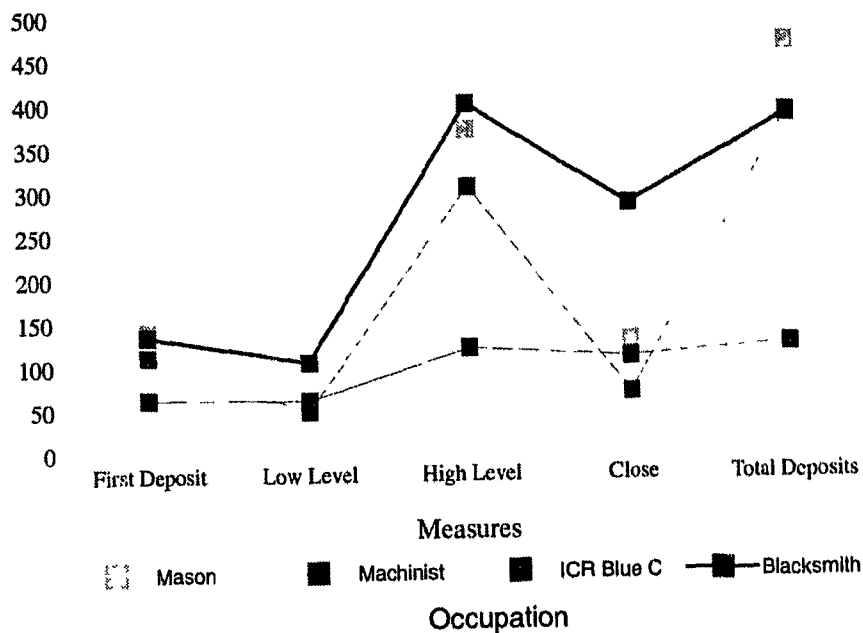 500
450
400
350
300
250
200
150
100
50
0
First Deposit Low Level High Level Close Total Deposits
Measures
Mason Machinist ICR Blue C Blacksmith
Occupation